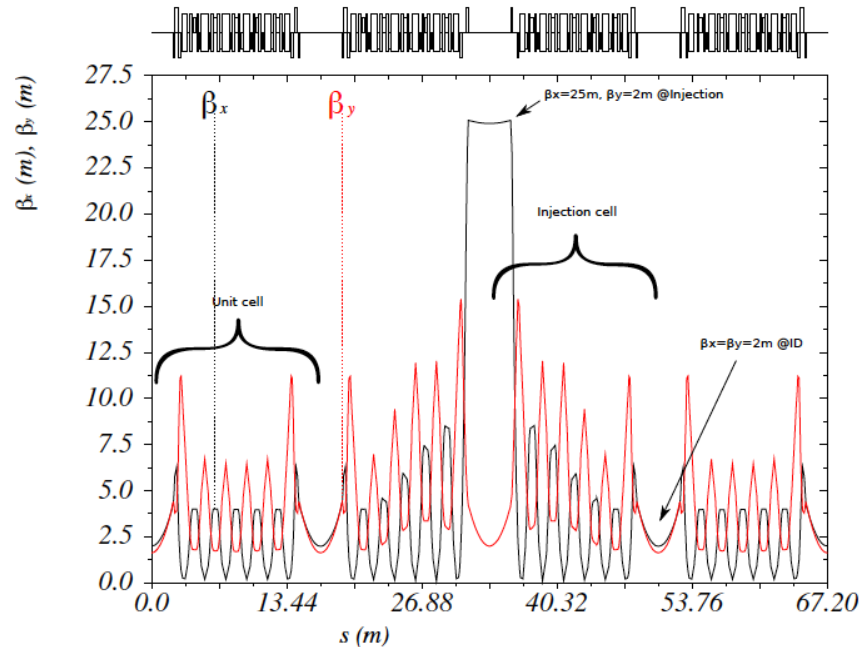 27.5
βx=25m, βy=2m @Injection
βx
βy
25.0
22.5
20.0
Injection cell
17.5
15.0
Unit cell
12.5
βx=βy=2m @ID
10.0
7.5
5.0
2.5
0.0
βx (m), βy (m)
0.0 13.44 26.88 40.32 53.76 67.20
s (m)